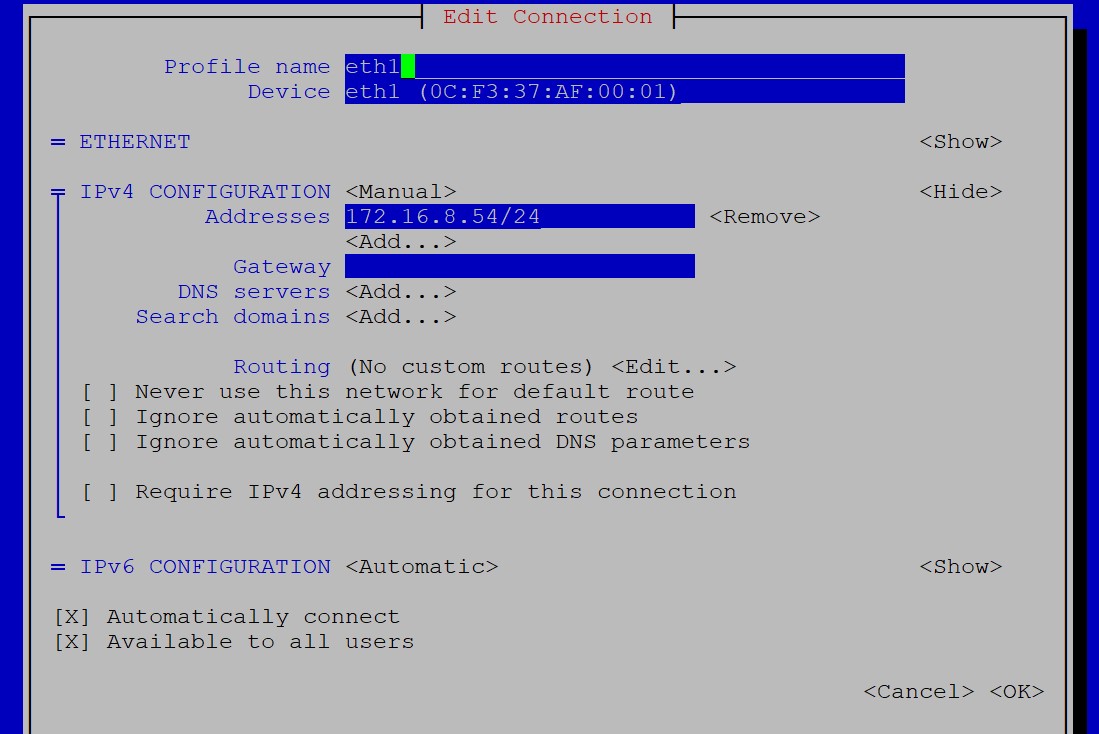 Edit Connection
Profile name eth1
Device eth1 (0C:F3:37:AF:00:01)
= ETHERNET <Show>
IPv4 CONFIGURATION <Manual> <Hide>
Addresses 172.16.8.54/24 <Remove>
<Add...>
Gateway
DNS servers <Add...>
Search domains <Add...>
Routing (No custom routes) <Edit...>
[ ] Never use this network for default route
[ ] Ignore automatically obtained routes
[ ] Ignore automatically obtained DNS parameters
[ ] Require IPv4 addressing for this connection
= IPv6 CONFIGURATION <Automatic> <Show>
[X] Automatically connect
[X] Available to all users
<Cancel> <OK>